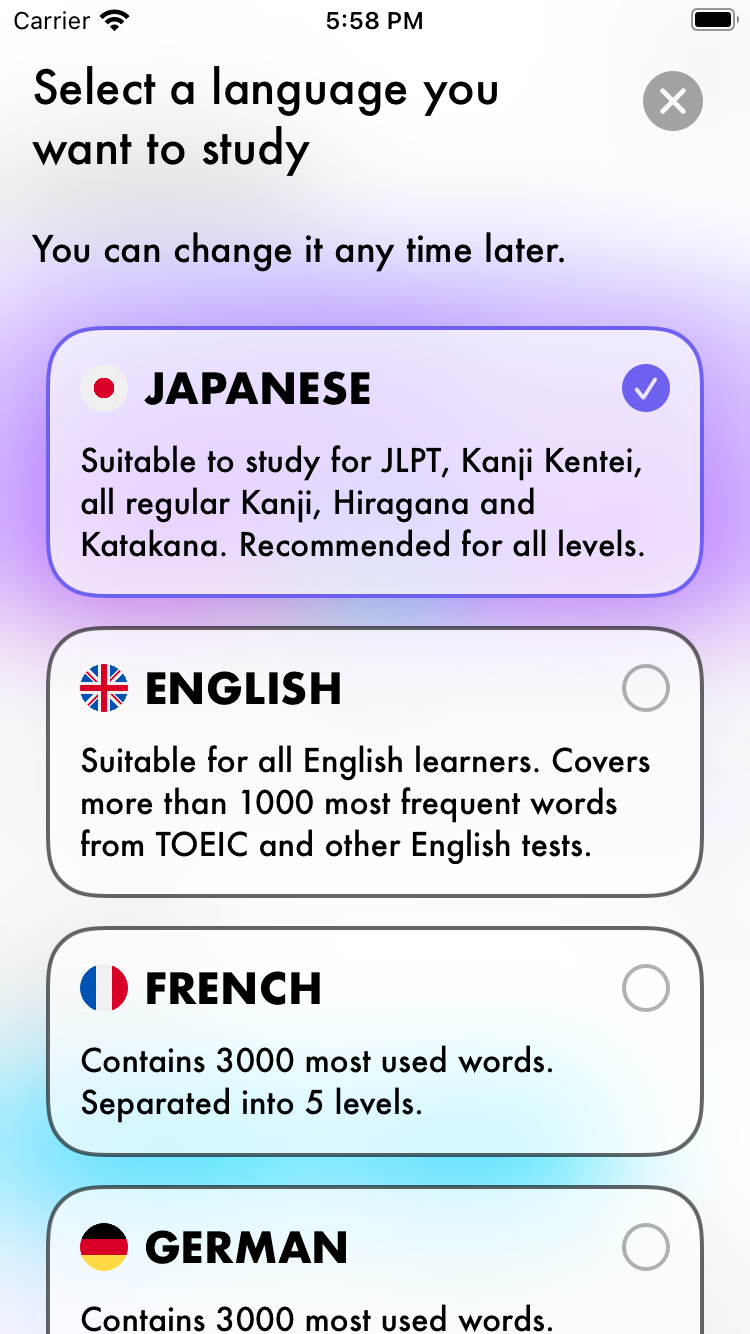 Carrier 5:58 PM
Select a language you
want to study
You can change it any time later.
JAPANESE
Suitable to study for JLPT, Kanji Kentei,
all regular Kanji, Hiragana and
Katakana. Recommended for all levels.
ENGLISH
Suitable for all English learners. Covers
more than 1000 most frequent words
from TOEIC and other English tests.
FRENCH
Contains 3000 most used words.
Separated into 5 levels.
GERMAN
Contains 3000 most used words.